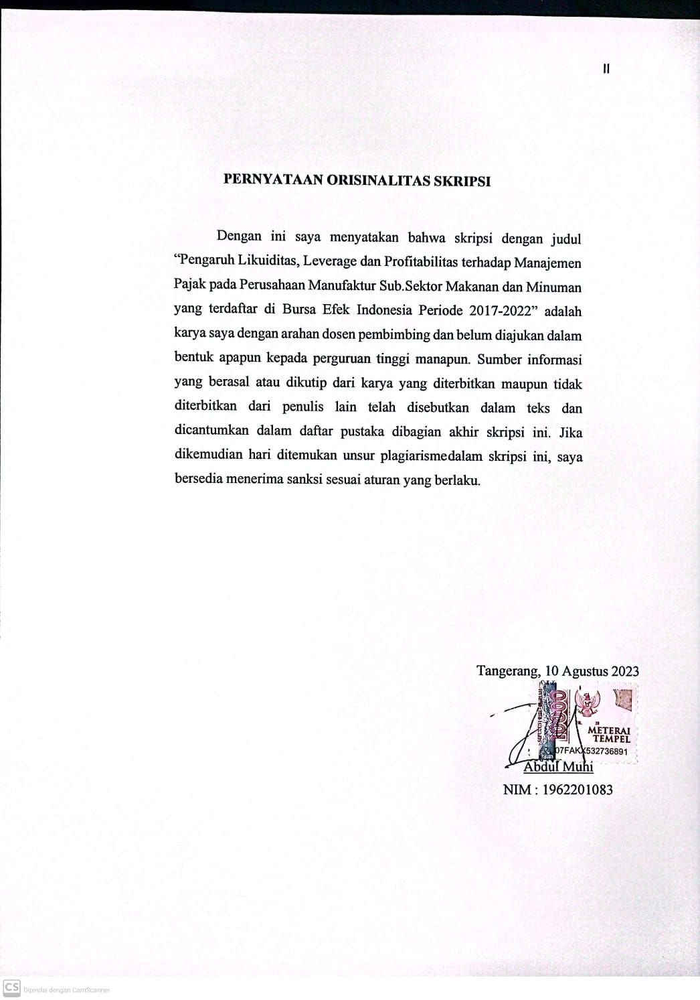 II
PERNYATAAN ORISINALITAS SKRIPSI
Dengan ini saya menyatakan bahwa skripsi dengan judul
“Pengaruh Likuiditas, Leverage dan Profitabilitas terhadap Manajemen
Pajak pada Perusahaan Manufaktur Sub.Sektor Makanan dan Minuman
yang terdaftar di Bursa Efek Indonesia Periode 2017-2022” adalah
karya saya dengan arahan dosen pembimbing dan belum diajukan dalam
bentuk apapun kepada perguruan tinggi manapun. Sumber informasi
yang berasal atau dikutip dari karya yang diterbitkan maupun tidak
diterbitkan dari penulis lain telah disebutkan dalam teks dan
dicantumkan dalam daftar pustaka dibagian akhir skripsi ini. Jika
dikemudian hari ditemukan unsur plagiarismedalam skripsi ini, saya
bersedia menerima sanksi sesuai aturan yang berlaku.
Tangerang, 10 Agustus 2023
METERAI
TEMPEL
07FAKX532736891
Abdul Muhi
NIM : 1962201083
CS Dipindai dengan CamScanner